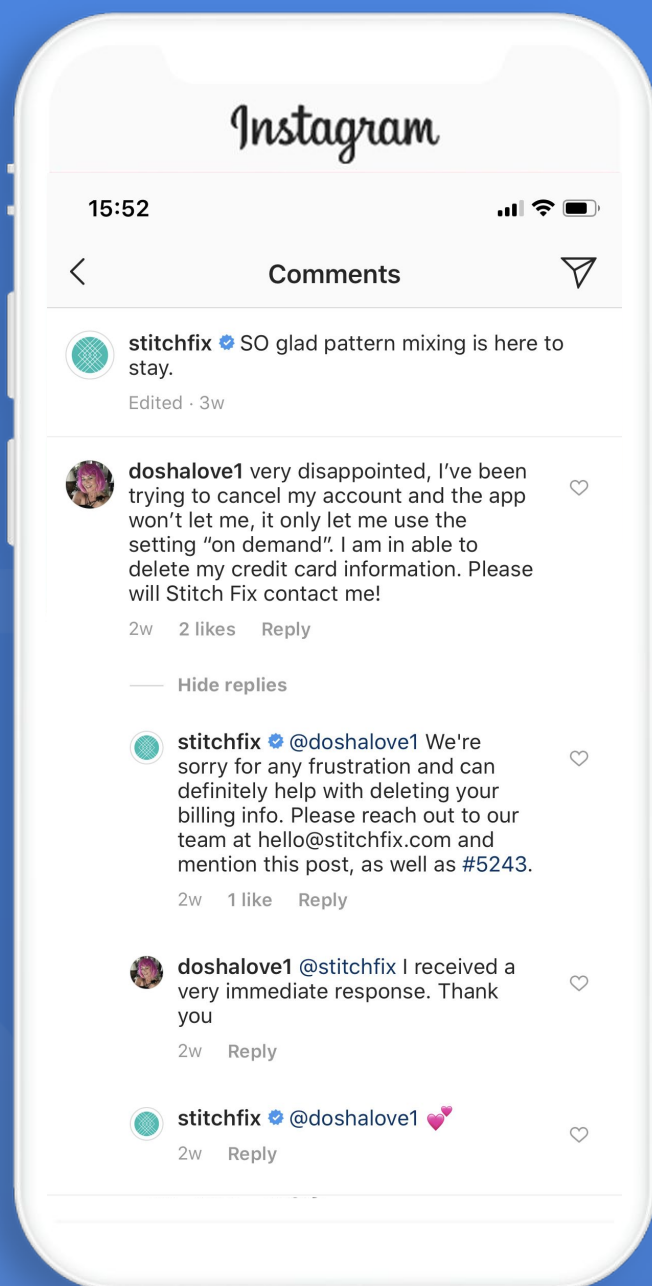 Instagram
15:52
Comments
stitchfix SO glad pattern mixing is here to
stay.
Edited · 3w
doshalove1 very disappointed, I’ve been
trying to cancel my account and the app
won’t let me, it only let me use the
setting “on demand”. I am in able to
delete my credit card information. Please
will Stitch Fix contact me!
2w 2 likes Reply
Hide replies
stitchfix @doshalove1 We're
sorry for any frustration and can
definitely help with deleting your
billing info. Please reach out to our
team at hello@stitchfix.com and
mention this post, as well as #5243.
2w 1 like Reply
doshalove1 @stitchfix I received a
very immediate response. Thank
you
2w Reply
stitchfix @doshalove1 💕
2w Reply